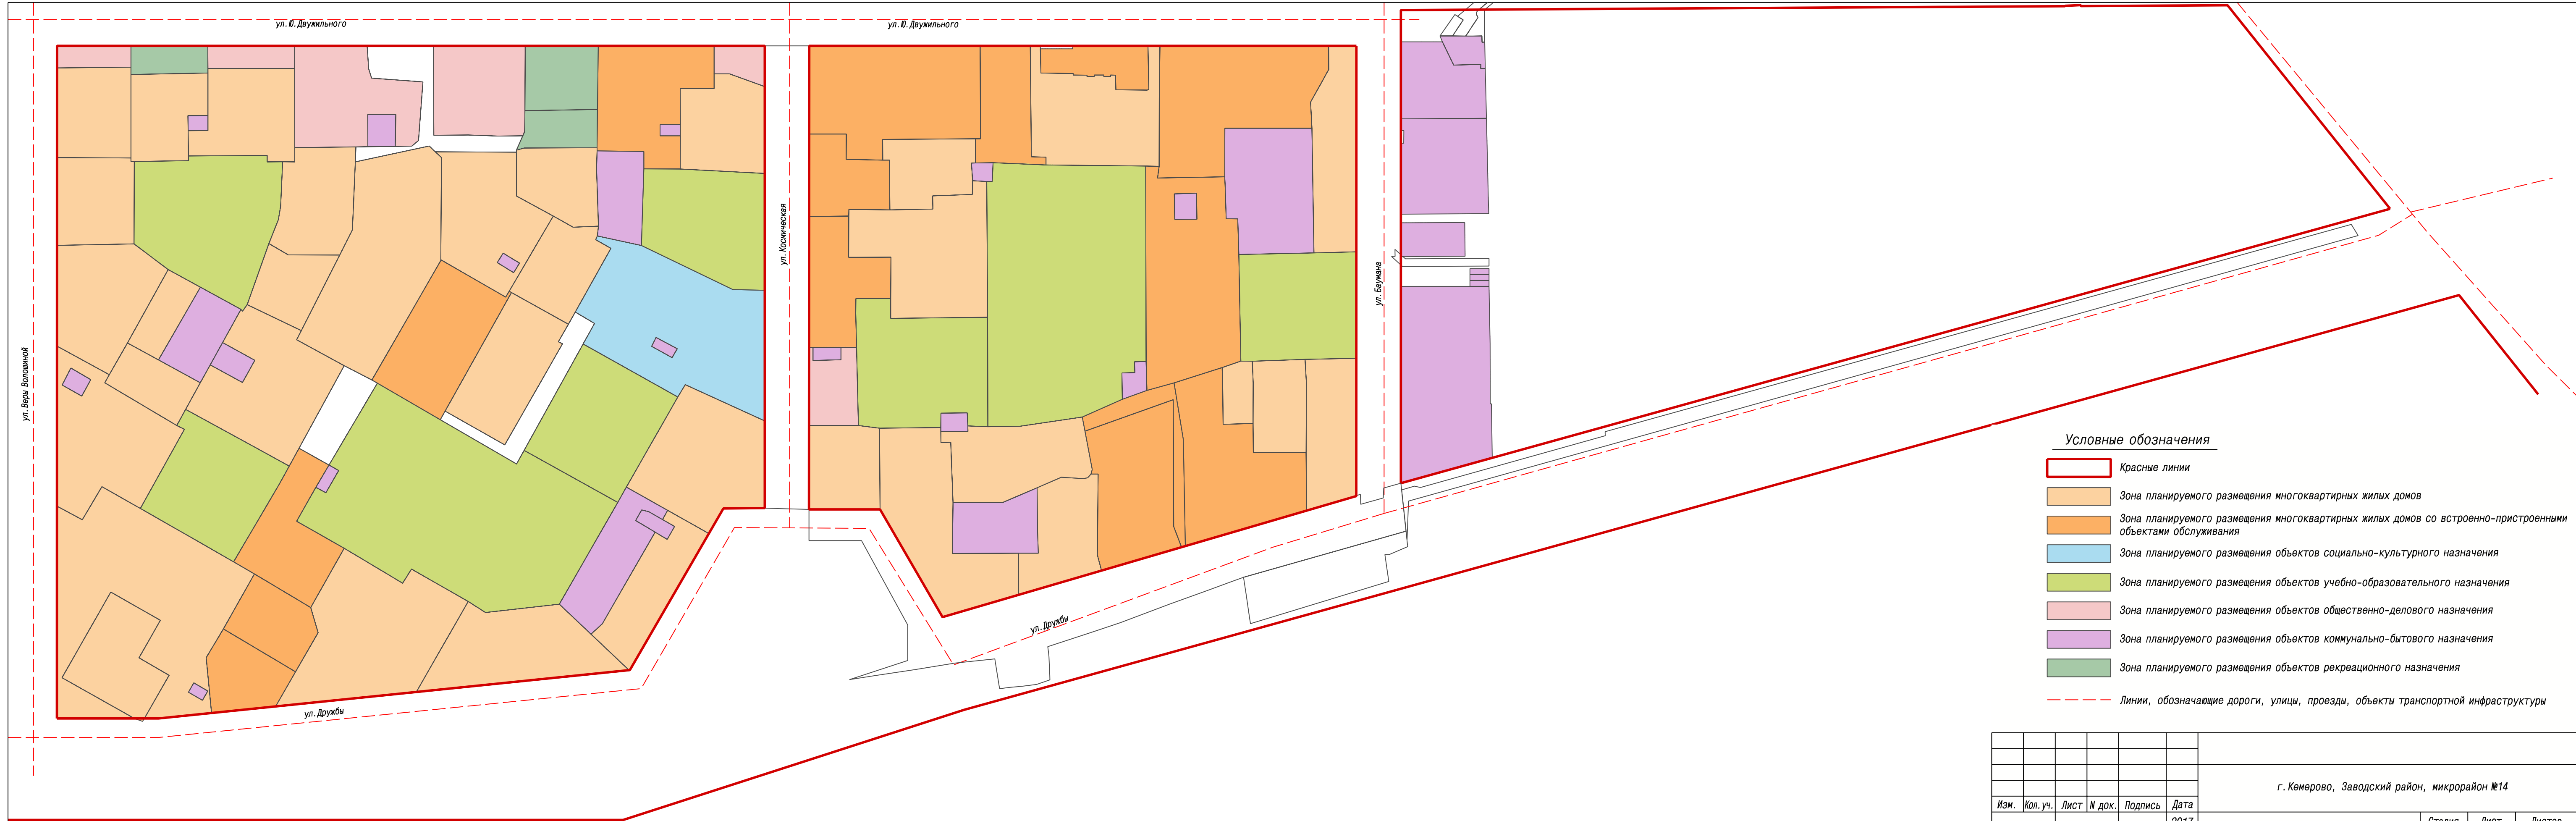 ул.Ю.Двужильного
ул.Ю.Двужильного
ул. Веры Волошиной
ул.Космическая
ул.Баумана
ул.Дружбы
ул.Дружбы
Условные обозначения
Красные линии
Зона планируемого размещения многоквартирных жилых домов
Зона планируемого размещения многоквартирных жилых домов со встроенно-пристроенными
объектами обслуживания
Зона планируемого размещения объектов социально-культурного назначения
Зона планируемого размещения объектов учебно-образовательного назначения
Зона планируемого размещения объектов общественно-делового назначения
Зона планируемого размещения объектов коммунально-бытового назначения
Зона планируемого размещения объектов рекреационного назначения
Линии, обозначающие дороги, улицы, проезды, объекты транспортной инфраструктуры
г.Кемерово, Заводский район, микрорайон №14
Изм. Кол.уч. Лист N док. Подпись Дата
2017
Стадия Лист Листов